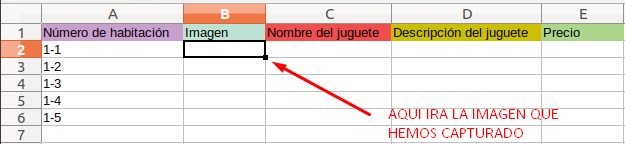 A B C D E
1 Número de habitación Imagen Nombre del juguete Descripción del juguete Precio
2 1-1
3 1-2
4 1-3
5 1-4
6 1-5
7
AQUI IRA LA IMAGEN QUE
HEMOS CAPTURADO